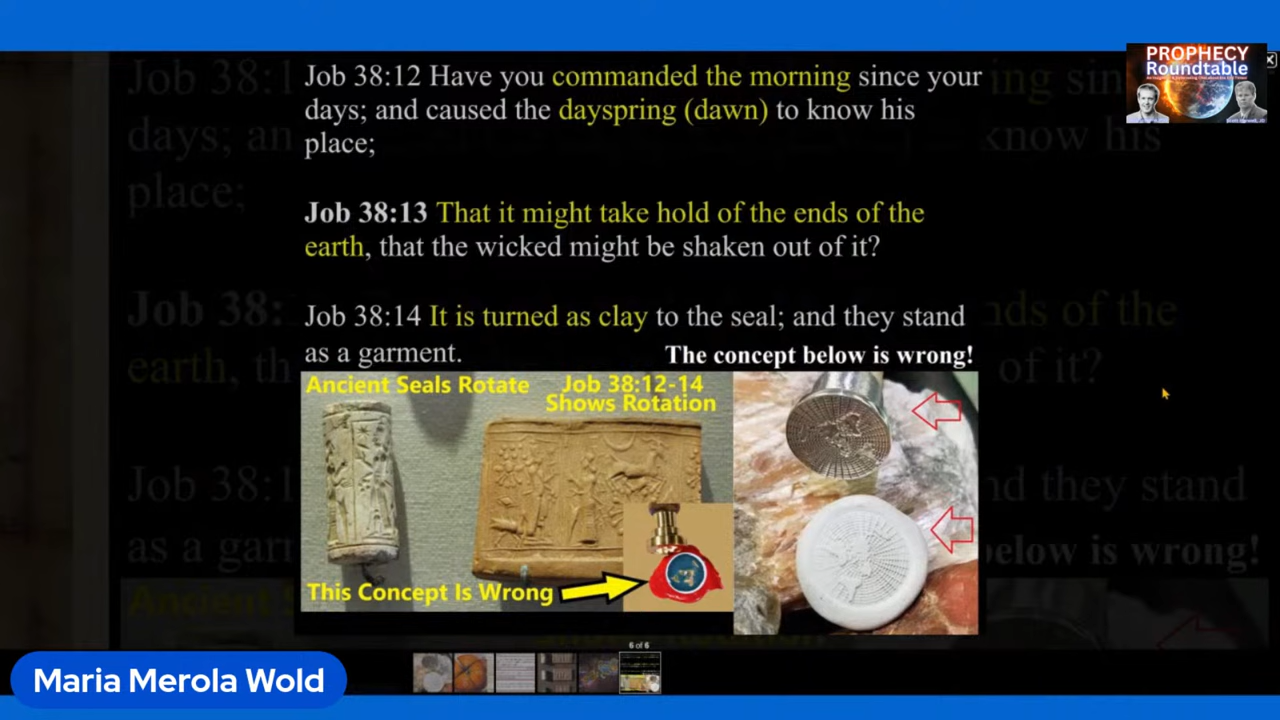 PROPHECY
Roundtable
Job 38:12 Have you commanded the morning since your
days; and caused the dayspring (dawn) to know his
place;
Job 38:13 That it might take hold of the ends of the
earth, that the wicked might be shaken out of it?
Job 38:14 It is turned as clay to the seal; and they stand
as a garment.
The concept below is wrong!
Ancient Seals Rotate
Job 38:12-14
Shows Rotation
This Concept Is Wrong
6 of 6
Maria Merola Wold